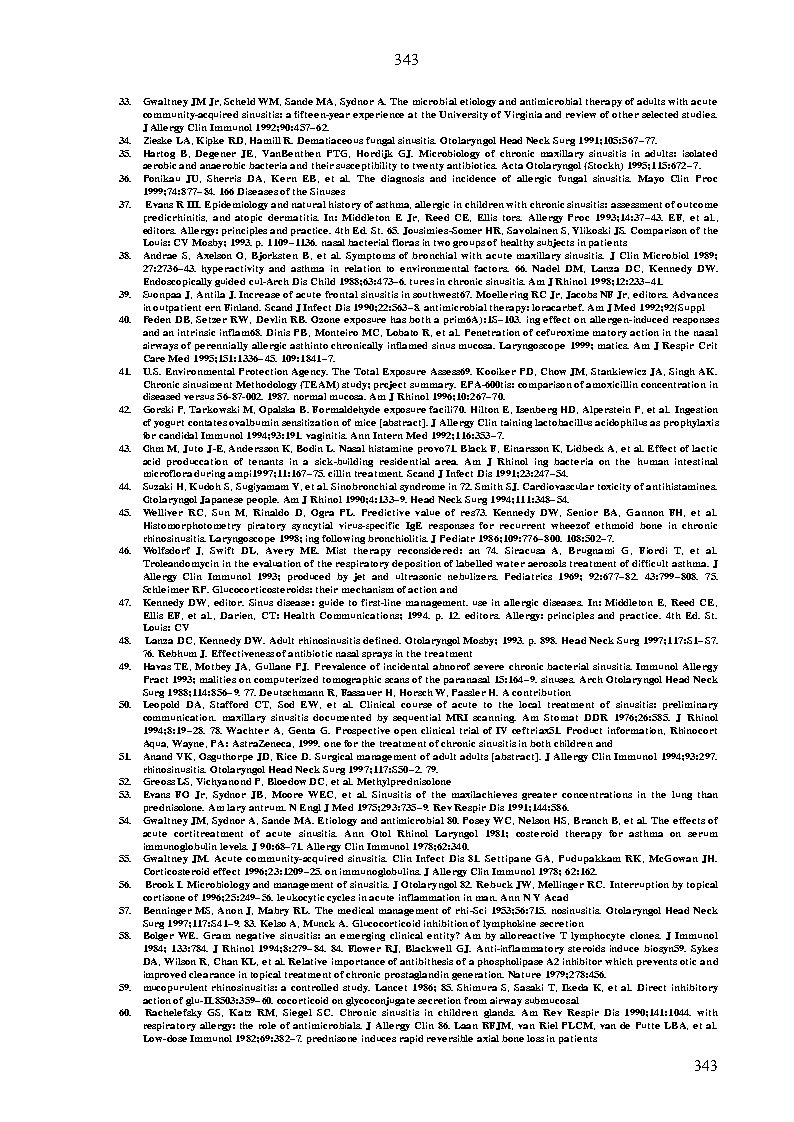 343
33. Gwaltney JM Jr, Scheld WM, Sande MA, Sydnor A. The microbial etiology and antimicrobial therapy of adults with acute
community-acquired sinusitis: a fifteen-year experience at the University of Virginia and review of other selected studies.
J Allergy Clin Immunol 1992;90:457–62.
34. Zieske LA, Kipke RD, Hamill R. Dematiaceous fungal sinusitis. Otolaryngol Head Neck Surg 1991;105:567–77.
35. Hartog B, Degener JE, VanBenthen PTG, Hordijk GJ. Microbiology of chronic maxillary sinusitis in adults: isolated
aerobic and anaerobic bacteria and their susceptibility to twenty antibiotics. Acta Otolaryngol (Stockh) 1995;115:672–7.
36. Ponikau JU, Sherris DA, Kern EB, et al. The diagnosis and incidence of allergic fungal sinusitis. Mayo Clin Proc
1999;74:877–84. 166 Diseases of the Sinuses
37. Evans R III. Epidemiology and natural history of asthma, allergic in children with chronic sinusitis: assessment of outcome
predicrhinitis, and atopic dermatitis. In: Middleton E Jr, Reed CE, Ellis tors. Allergy Proc 1993;14:37–43. EF, et al.,
editors. Allergy: principles and practice. 4th Ed. St. 65. Jousimies-Somer HR, Savolainen S, Ylikoski JS. Comparison of the
Louis: CV Mosby; 1993. p. 1109–1136. nasal bacterial floras in two groups of healthy subjects in patients
38. Andrae S, Axelson O, Bjorksten B, et al. Symptoms of bronchial with acute maxillary sinusitis. J Clin Microbiol 1989;
27:2736–43. hyperactivity and asthma in relation to environmental factors. 66. Nadel DM, Lanza DC, Kennedy DW.
Endoscopically guided cul-Arch Dis Child 1988;63:473–6. tures in chronic sinusitis. Am J Rhinol 1998;12:233–41.
39. Suonpaa J, Antila J. Increase of acute frontal sinusitis in southwest67. Moellering RC Jr, Jacobs NF Jr, editors. Advances
in outpatient ern Finland. Scand J Infect Dis 1990;22:563–8. antimicrobial therapy: loracarbef. Am J Med 1992;92(Suppl
40. Peden DB, Setzer RW, Devlin RB. Ozone exposure has both a prim6A):1S–103. ing effect on allergen-induced responses
and an intrinsic inflam68. Dinis PB, Monteiro MC, Lobato R, et al. Penetration of cefuroxime matory action in the nasal
airways of perennially allergic asthinto chronically inflamed sinus mucosa. Laryngoscope 1999; matics. Am J Respir Crit
Care Med 1995;151:1336–45. 109:1841–7.
41. U.S. Environmental Protection Agency. The Total Exposure Assess69. Kooiker PD, Chow JM, Stankiewicz JA, Singh AK.
Chronic sinusiment Methodology (TEAM) study; project summary. EPA-600tis: comparison of amoxicillin concentration in
diseased versus S6-87-002. 1987. normal mucosa. Am J Rhinol 1996;10:267–70.
42. Gorski P, Tarkowski M, Opalska B. Formaldehyde exposure facili70. Hilton E, Isenberg HD, Alperstein P, et al. Ingestion
of yogurt contates ovalbumin sensitization of mice [abstract]. J Allergy Clin taining lactobacillus acidophilus as prophylaxis
for candidal Immunol 1994;93:191. vaginitis. Ann Intern Med 1992;116:353–7.
43. Ohm M, Juto J-E, Andersson K, Bodin L. Nasal histamine provo71. Black F, Einarsson K, Lidbeck A, et al. Effect of lactic
acid produccation of tenants in a sick-building residential area. Am J Rhinol ing bacteria on the human intestinal
microflora during ampi1997;11:167–75. cillin treatment. Scand J Infect Dis 1991;23:247–54.
44. Suzaki H, Kudoh S, Sugiyamam Y, et al. Sinobronchial syndrome in 72. Smith SJ. Cardiovascular toxicity of antihistamines.
Otolaryngol Japanese people. Am J Rhinol 1990;4:133–9. Head Neck Surg 1994;111:348–54.
45. Welliver RC, Sun M, Rinaldo D, Ogra PL. Predictive value of res73. Kennedy DW, Senior BA, Gannon FH, et al.
Histomorphotometry piratory syncytial virus-specific IgE responses for recurrent wheezof ethmoid bone in chronic
rhinosinusitis. Laryngoscope 1998; ing following bronchiolitis. J Pediatr 1986;109:776–800. 108:502–7.
46. Wolfsdorf J, Swift DL, Avery ME. Mist therapy reconsidered: an 74. Siracusa A, Brugnami G, Fiordi T, et al.
Troleandomycin in the evaluation of the respiratory deposition of labelled water aerosols treatment of difficult asthma. J
Allergy Clin Immunol 1993; produced by jet and ultrasonic nebulizers. Pediatrics 1969; 92:677–82. 43:799–808. 75.
Schleimer RP. Glucocorticosteroids: their mechanism of action and
47. Kennedy DW, editor. Sinus disease: guide to first-line management. use in allergic diseases. In: Middleton E, Reed CE,
Ellis EF, et al., Darien, CT: Health Communications; 1994. p. 12. editors. Allergy: principles and practice. 4th Ed. St.
Louis: CV
48. Lanza DC, Kennedy DW. Adult rhinosinusitis defined. Otolaryngol Mosby; 1993. p. 898. Head Neck Surg 1997;117:S1–S7.
76. Rebhum J. Effectiveness of antibiotic nasal sprays in the treatment
49. Havas TE, Motbey JA, Gullane PJ. Prevalence of incidental abnorof severe chronic bacterial sinusitis. Immunol Allergy
Pract 1993; malities on computerized tomographic scans of the paranasal 15:164–9. sinuses. Arch Otolaryngol Head Neck
Surg 1988;114:856–9. 77. Deutschmann R, Fassauer H, Horsch W, Fassler H. A contribution
50. Leopold DA, Stafford CT, Sod EW, et al. Clinical course of acute to the local treatment of sinusitis: preliminary
communication. maxillary sinusitis documented by sequential MRI scanning. Am Stomat DDR 1976;26:585. J Rhinol
1994;8:19–28. 78. Wachter A, Genta G. Prospective open clinical trial of IV ceftriax51. Product information, Rhinocort
Aqua, Wayne, PA: AstraZeneca, 1999. one for the treatment of chronic sinusitis in both children and
51. Anand VK, Osguthorpe JD, Rice D. Surgical management of adult adults [abstract]. J Allergy Clin Immunol 1994;93:297.
rhinosinusitis. Otolaryngol Head Neck Surg 1997;117:S50–2. 79.
52. Greoss LS, Vichyanond P, Bloedow DC, et al. Methylprednisolone
53. Evans FO Jr, Sydnor JB, Moore WEC, et al. Sinusitis of the maxilachieves greater concentrations in the lung than
prednisolone. Am lary antrum. N Engl J Med 1975;293:735–9. Rev Respir Dis 1991;144:586.
54. Gwaltney JM, Sydnor A, Sande MA. Etiology and antimicrobial 80. Posey WC, Nelson HS, Branch B, et al. The effects of
acute cortitreatment of acute sinusitis. Ann Otol Rhinol Laryngol 1981; costeroid therapy for asthma on serum
immunoglobulin levels. J 90:68–71. Allergy Clin Immunol 1978;62:340.
55. Gwaltney JM. Acute community-acquired sinusitis. Clin Infect Dis 81. Settipane GA, Pudupakkam RK, McGowan JH.
Corticosteroid effect 1996;23:1209–25. on immunoglobulins. J Allergy Clin Immunol 1978; 62:162.
56. Brook I. Microbiology and management of sinusitis. J Otolaryngol 82. Rebuck JW, Mellinger RC. Interruption by topical
cortisone of 1996;25:249–56. leukocytic cycles in acute inflammation in man. Ann N Y Acad
57. Benninger MS, Anon J, Mabry RL. The medical management of rhi-Sci 1953;56:715. nosinusitis. Otolaryngol Head Neck
Surg 1997;117:S41–9. 83. Kelso A, Munck A. Glucocorticoid inhibition of lymphokine secretion
58. Bolger WE. Gram negative sinusitis: an emerging clinical entity? Am by alloreactive T lymphocyte clones. J Immunol
1984; 133:784. J Rhinol 1994;8:279–84. 84. Flower RJ, Blackwell GJ. Anti-inflammatory steroids induce biosyn59. Sykes
DA, Wilson R, Chan KL, et al. Relative importance of antibithesis of a phospholipase A2 inhibitor which prevents otic and
improved clearance in topical treatment of chronic prostaglandin generation. Nature 1979;278:456.
59. mucopurulent rhinosinusitis: a controlled study. Lancet 1986; 85. Shimura S, Sasaki T, Ikeda K, et al. Direct inhibitory
action of glu-II.8503:359–60. cocorticoid on glycoconjugate secretion from airway submucosal
60. Rachelefsky GS, Katz RM, Siegel SC. Chronic sinusitis in children glands. Am Rev Respir Dis 1990;141:1044. with
respiratory allergy: the role of antimicrobials. J Allergy Clin 86. Laan RFJM, van Riel PLCM, van de Putte LBA, et al.
Low-dose Immunol 1982;69:382–7. prednisone induces rapid reversible axial bone loss in patients
343